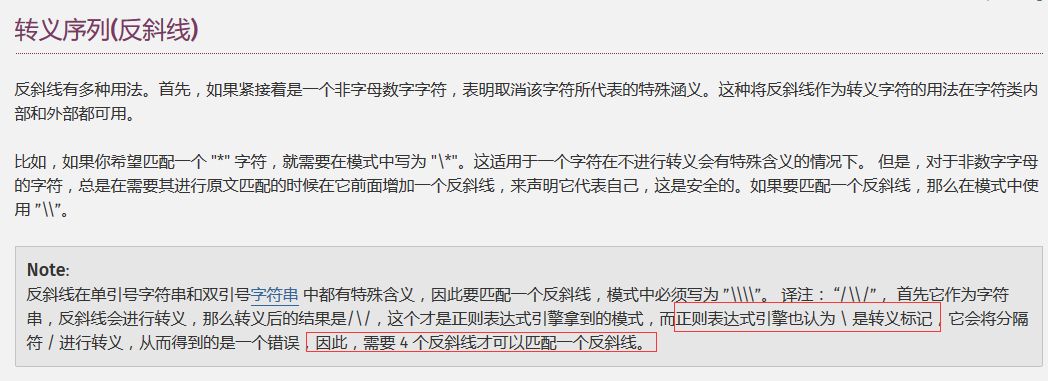 转义序列(反斜线)
反斜线有多种用法。首先，如果紧接着是一个非字母数字字符，表明取消该字符所代表的特殊涵义。这种将反斜线作为转义字符的用法在字符类内
部和外部都可用。
比如，如果你希望匹配一个 "*" 字符，就需要在模式中写为 "\*"。这适用于一个字符在不进行转义会有特殊含义的情况下。 但是，对于非数字字母
的字符，总是在需要其进行原文匹配的时候在它前面增加一个反斜线，来声明它代表自己，这是安全的。如果要匹配一个反斜线，那么在模式中使
用 ”\\”。
Note:
反斜线在单引号字符串和双引号字符串 中都有特殊含义，因此要匹配一个反斜线，模式中必须写为 ”\\\\”。 译注： “/\\/”， 首先它作为字符
串，反斜线会进行转义，那么转义后的结果是/\/，这个才是正则表达式引擎拿到的模式，而正则表达式引擎也认为 \ 是转义标记，它会将分隔
符 / 进行转义，从而得到的是一个错误，因此，需要 4 个反斜线才可以匹配一个反斜线。